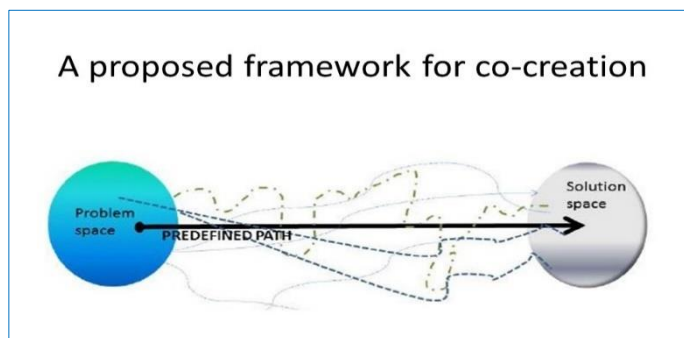 A proposed framework for co-creation
Problem
space
PREDEFINED PATH
Solution
space